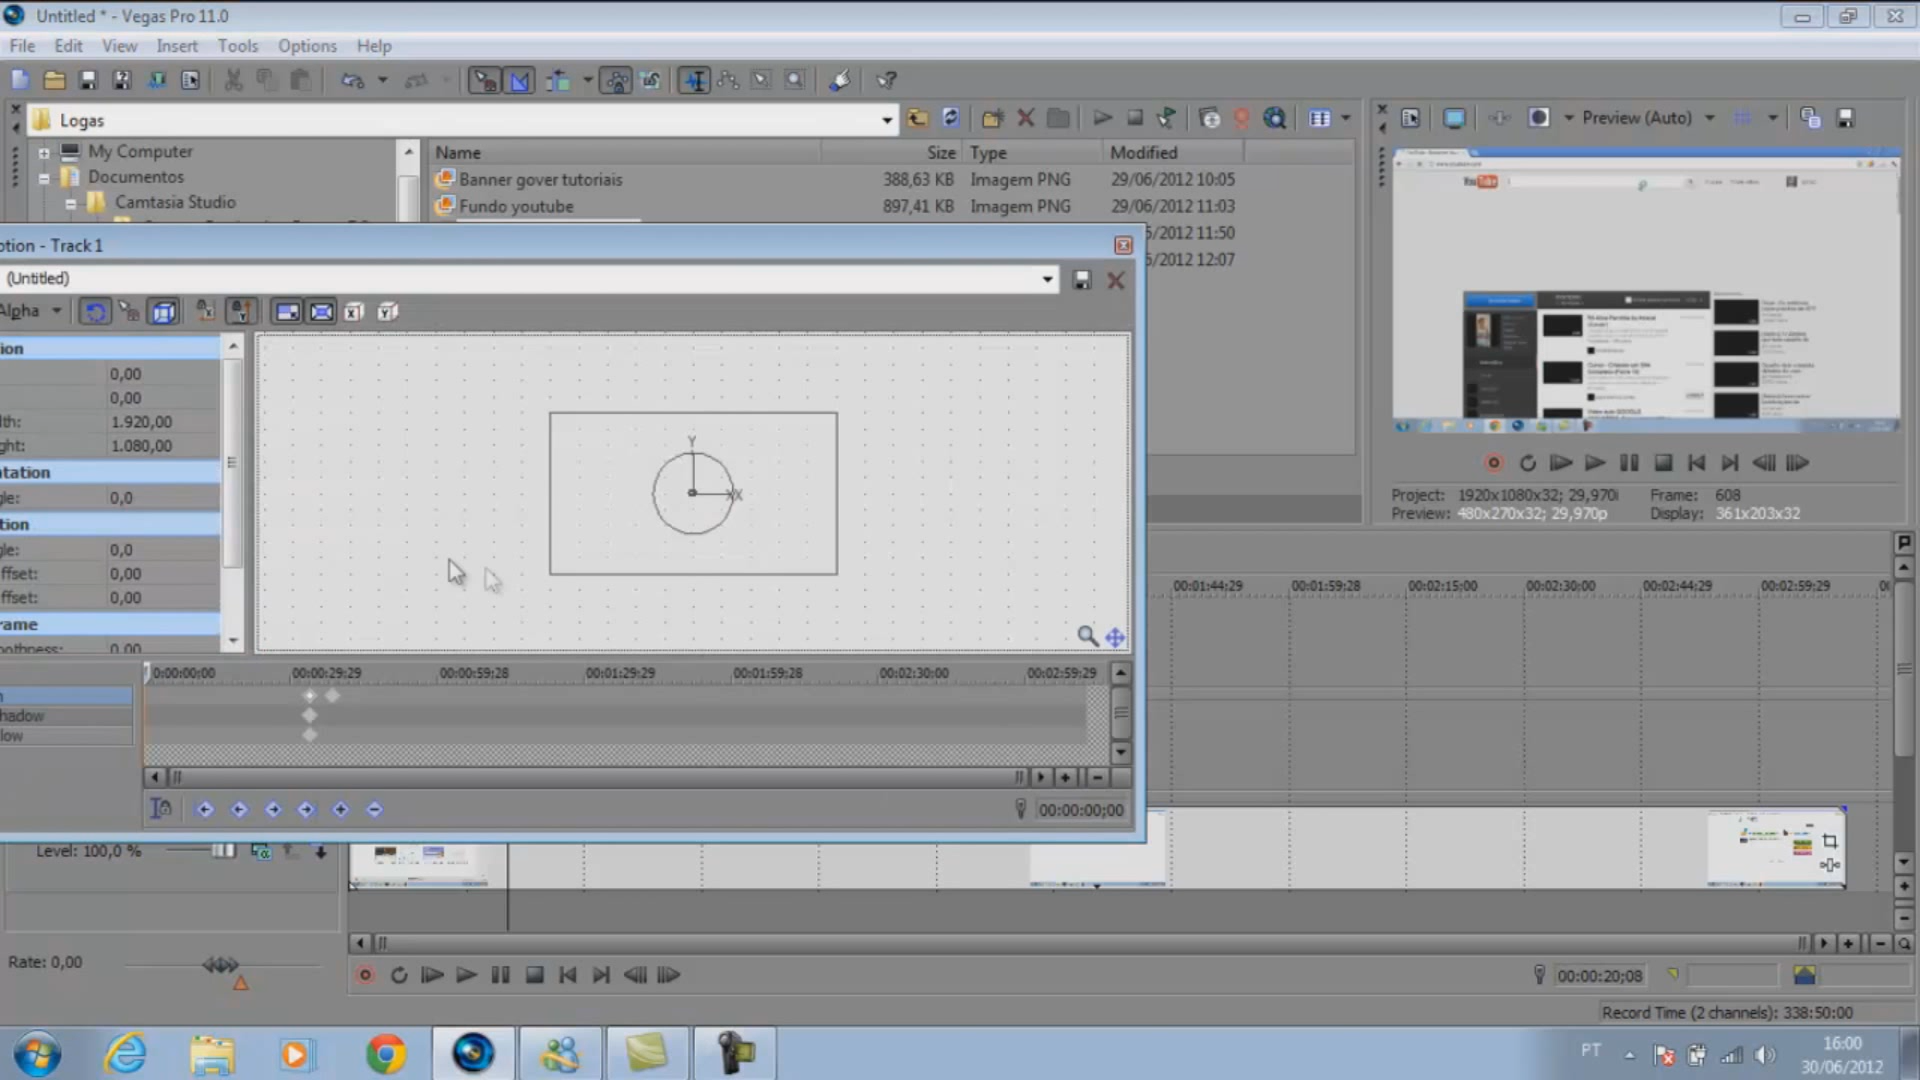 Untitled * - Vegas Pro 11.0
File Edit View Insert Tools Options Help
Logas
Preview (Auto)
My Computer
Documentos
Camtasia Studio
Name Size Type Modified
Banner gover tutoriais 388,63 KB Imagem PNG 29/06/2012 10:05
Fundo youtube 897,41 KB Imagem PNG 29/06/2012 11:03
/2012 11:50
/2012 12:07
otion - Track 1
(Untitled)
Alpha
ion
0,00
0,00
dth: 1.920,00
ght: 1.080,00
ntation
gle: 0,0
tion
gle: 0,0
ffset: 0,00
ffset: 0,00
rame
oothness: 0,00
Y
X
YouTube
Project: 1920x1080x32; 29,970i
Frame: 608
Preview: 480x270x32; 29,970p
Display: 361x203x32
0:00:00;00 00:00:29;29 00:00:59;28 00:01:29;29 00:01:59;28 00:02:30;00 00:02:59;29
n
hadow
low
00:00:00;00
00:01:44;29 00:01:59;28 00:02:15;00 00:02:30;00 00:02:44;29 00:02:59;29
Level: 100,0 %
Rate: 0,00
00:00:20;08
Record Time (2 channels): 338:50:00
PT
16:00
30/06/2012